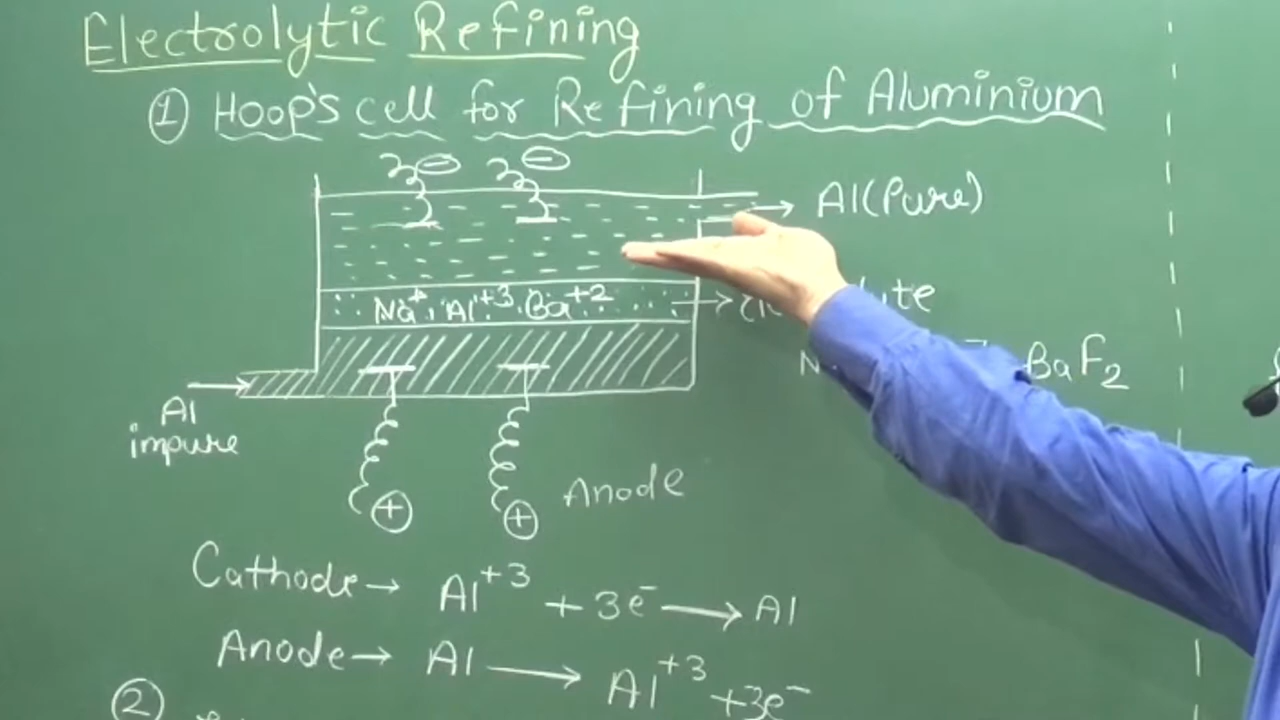 Electrolytic Refining
① Hoop's cell for Refining of Aluminium
⊖ ⊖
Al(Pure)
Na⁺, Al⁺³, Ba⁺²
BaF₂
Al
impure
⊕ ⊕ Anode
Cathode → Al⁺³ + 3e⁻ → Al
Anode → Al → Al⁺³ + 3e⁻
②